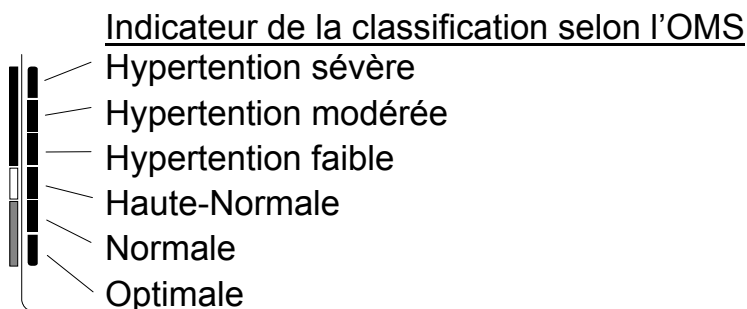 Indicateur de la classification selon l’OMS
Hypertention sévère
Hypertention modérée
Hypertention faible
Haute-Normale
Normale
Optimale